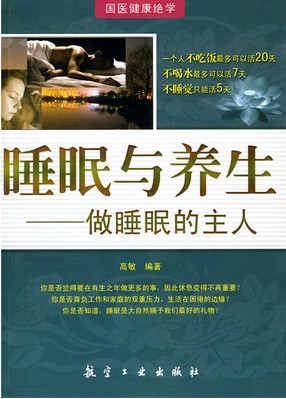 国医健康绝学
一个人不吃饭最多可以活20天
不喝水最多可以活7天
不睡觉只能活5天
睡眠与养生
——做睡眠的主人
高敏 编著
你是否觉得要在有生之年做更多的事，因此休息变得不再重要？
你是否背负工作和家庭的双重压力，生活在困倦的边缘？
你是否知道，睡眠是大自然赐予我们最好的礼物？
航空工业出版社